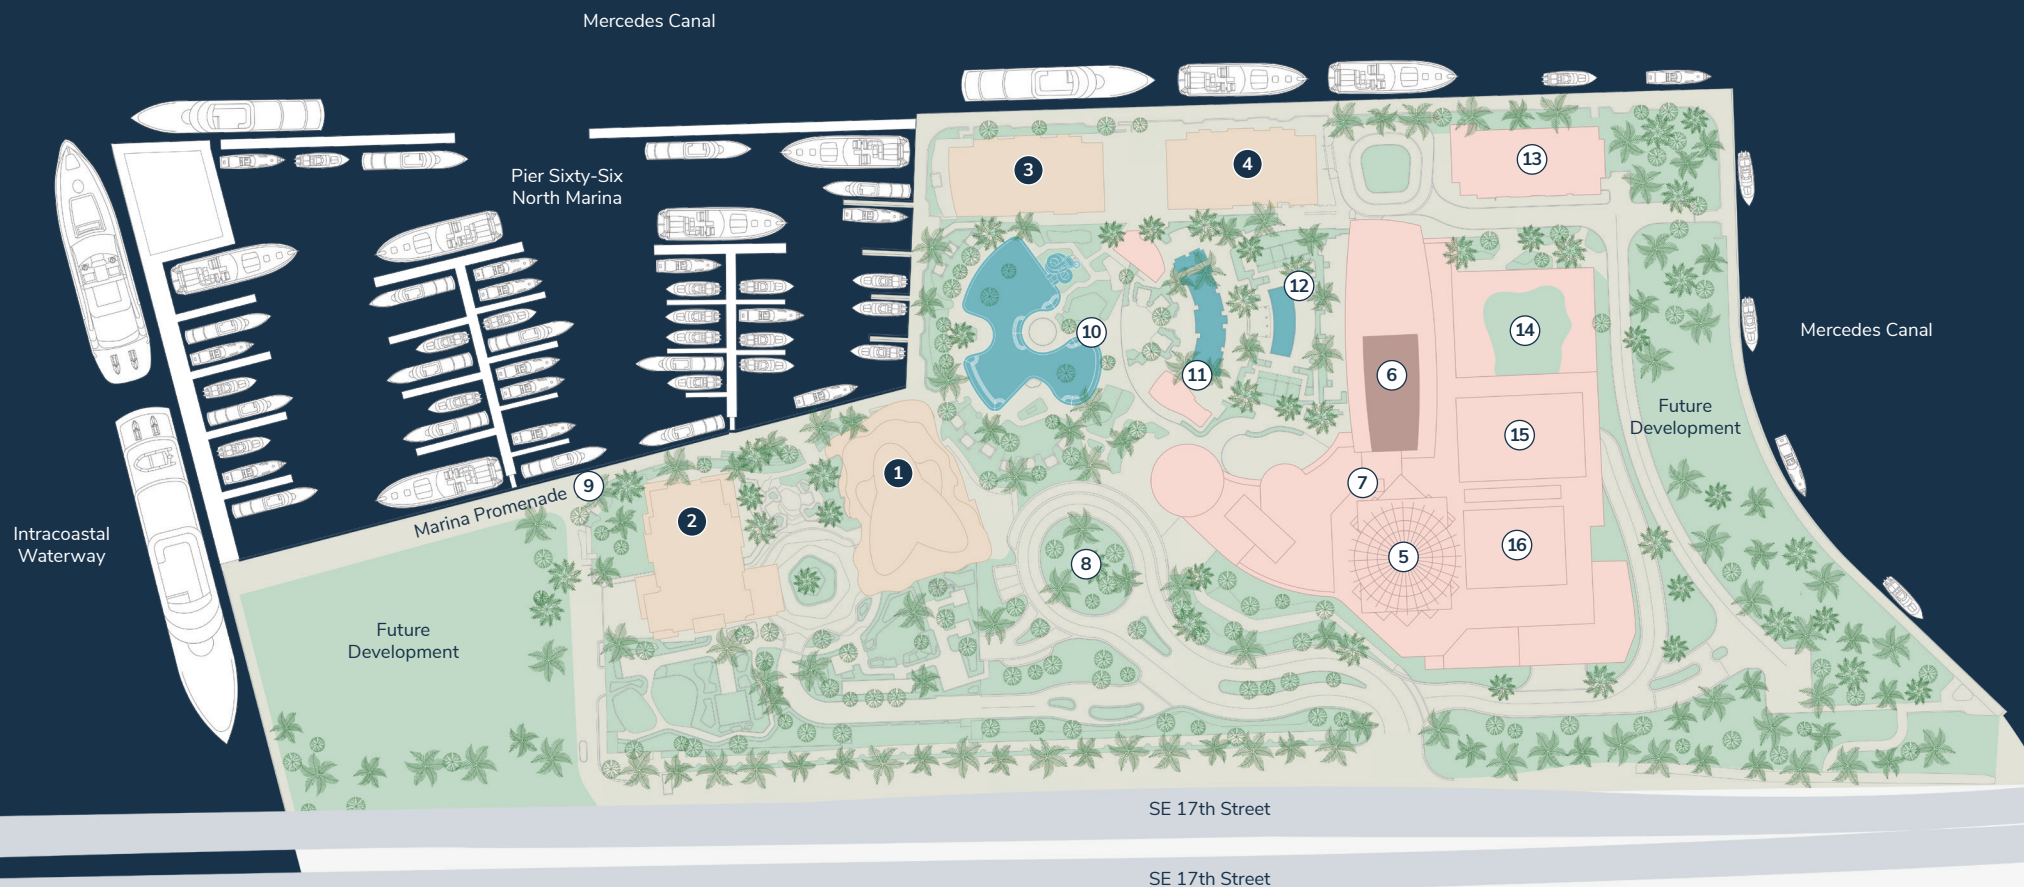 Mercedes Canal
Pier Sixty-Six
North Marina
3
4
13
12
10
14
Mercedes Canal
11
6
Future
Development
15
1
9
7
Marina Promenade
2
Intracoastal
Waterway
16
5
8
Future
Development
SE 17th Street
SE 17th Street